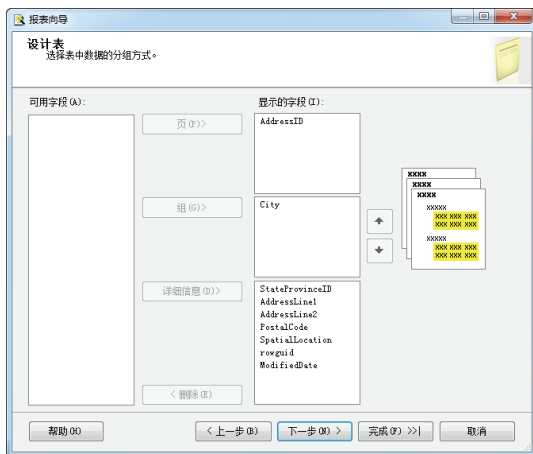 报表向导
设计表
选择表中数据的分组方式。
可用字段(A):
显示的字段(I):
页(P)>
AddressID
组(G)>
City
详细信息(D)>
StateProvinceID
AddressLine1
AddressLine2
PostalCode
SpatialLocation
rowguid
ModifiedDate
<删除(E)
xxxx
xxxx
xxxx
xxxxx
xxx xxx xxx
xxx xxx xxx
xxxxx
xxx xxx xxx
xxx xxx xxx
帮助(H)
<上一步(B)
下一步(N) >
完成(F) >>|
取消